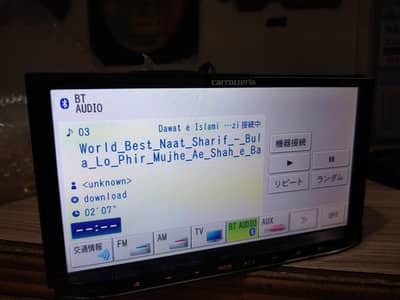 carrozzeria
BT
AUDIO
♪ 03 Dawat e Islami …zi接続中
World_Best_Naat_Sharif_-_Bul
a_Lo_Phir_Mujhe_Ae_Shah_e_Ba
<unknown>
download
02'07"
--:--
機器接続
リピート
ランダム
交通情報
FM
AM
TV
BT AUDIO
AUX
OFF